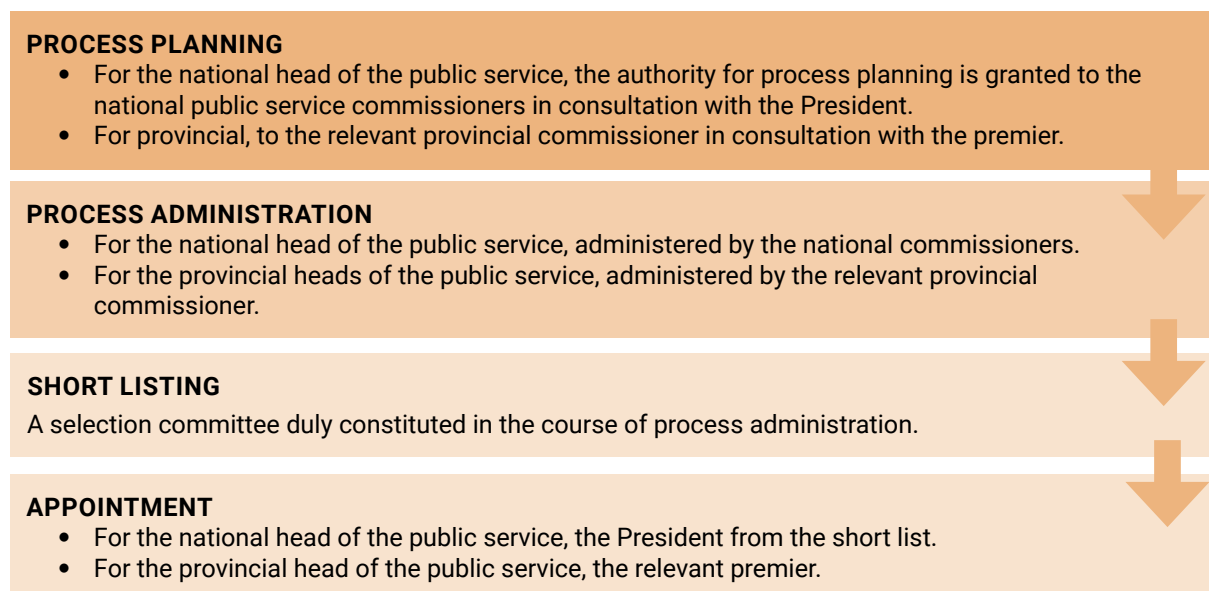 PROCESS PLANNING
• For the national head of the public service, the authority for process planning is granted to the
national public service commissioners in consultation with the President.
• For provincial, to the relevant provincial commissioner in consultation with the premier.
PROCESS ADMINISTRATION
• For the national head of the public service, administered by the national commissioners.
• For the provincial heads of the public service, administered by the relevant provincial
commissioner.
SHORT LISTING
A selection committee duly constituted in the course of process administration.
APPOINTMENT
• For the national head of the public service, the President from the short list.
• For the provincial head of the public service, the relevant premier.